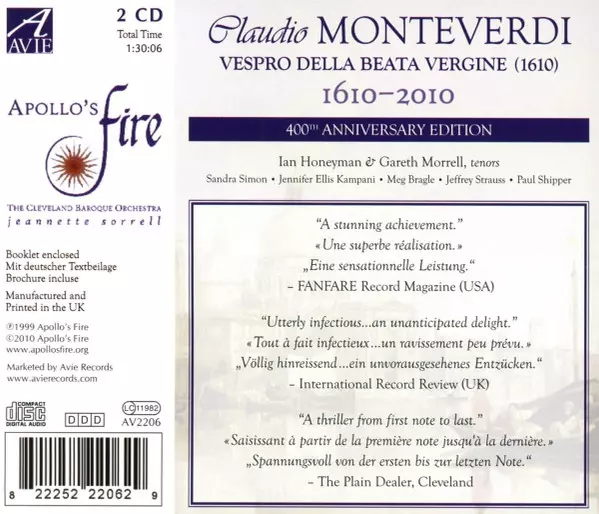 AVIE
2 CD
Total Time
1:30:06
APOLLO'S
fire
THE CLEVELAND BAROQUE ORCHESTRA
jeannette sorrell
Booklet enclosed
Mit deutscher Textbeilage
Brochure incluse
Manufactured and
Printed in the UK
℗1999 Apollo's Fire
©2010 Apollo's Fire
www.apollosfire.org
Marketed by Avie Records
www.avierecords.com
COMPACT
disc
DIGITAL AUDIO
DDD
LC11982
AV2206
8 22252 22062 9
Claudio MONTEVERDI
VESPRO DELLA BEATA VERGINE (1610)
1610–2010
400TH ANNIVERSARY EDITION
Ian Honeyman & Gareth Morrell, tenors
Sandra Simon • Jennifer Ellis Kampani • Meg Bragle • Jeffrey Strauss • Paul Shipper
“A stunning achievement.”
« Une superbe réalisation. »
„Eine sensationelle Leistung.“
– FANFARE Record Magazine (USA)
“Utterly infectious...an unanticipated delight.”
« Tout à fait infectieux...un ravissement peu prévu. »
„Völlig hinreissend...ein unvorausgesehenes Entzücken.“
– International Record Review (UK)
“A thriller from first note to last.”
« Saisissant à partir de la première note jusqu'à la dernière. »
„Spannungsvoll von der ersten bis zur letzten Note.“
– The Plain Dealer, Cleveland